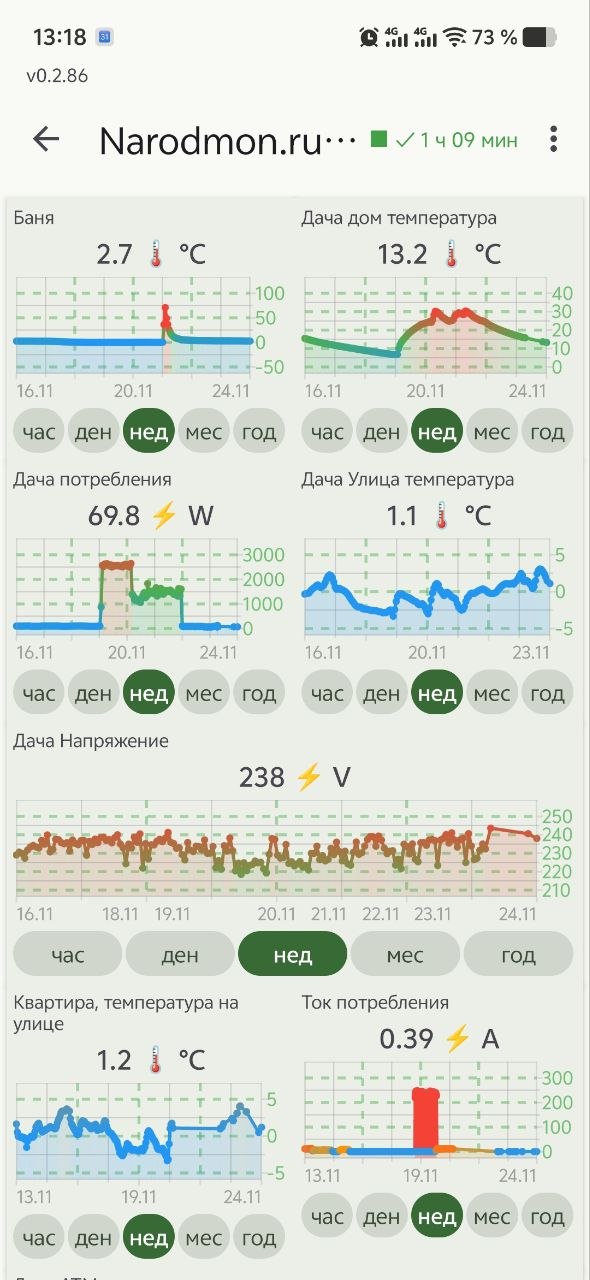 13:18 31 4G 4G 73 %
v0.2.86
Narodmon.ru··· 1 ч 09 мин
Баня
2.7 °C
100
50
0
-50
16.11 20.11 24.11
час ден нед мес год
Дача дом температура
13.2 °C
40
30
20
10
0
16.11 20.11 24.11
час ден нед мес год
Дача потребления
69.8 W
3000
2000
1000
0
16.11 20.11 24.11
час ден нед мес год
Дача Улица температура
1.1 °C
5
0
-5
16.11 20.11 23.11
час ден нед мес год
Дача Напряжение
238 V
250
240
230
220
210
16.11 18.11 19.11 20.11 21.11 22.11 23.11 24.11
час ден нед мес год
Квартира, температура на
улице
1.2 °C
5
0
-5
13.11 19.11 24.11
час ден нед мес год
Ток потребления
0.39 A
300
200
100
0
13.11 19.11 24.11
час ден нед мес год